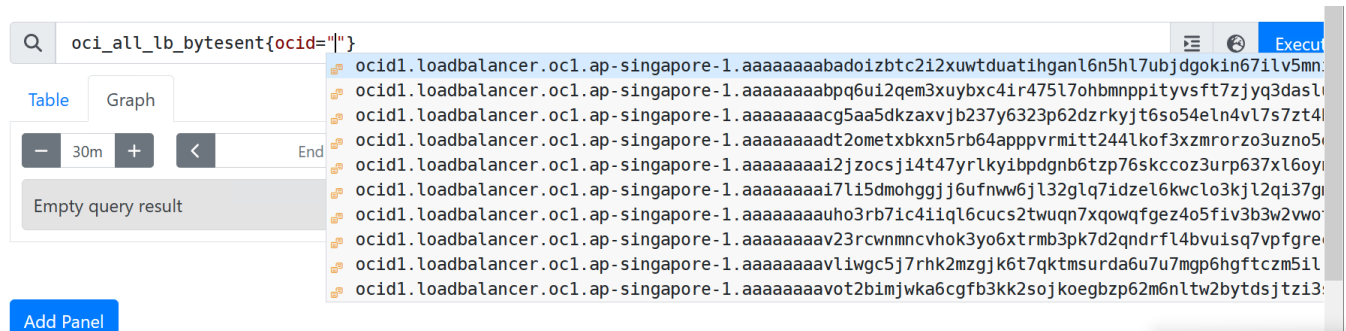 oci_all_lb_bytesent{ocid=""}
Execut
ocid1.loadbalancer.oc1.ap-singapore-1.aaaaaaaabadoizbtc2i2xuwtduatihganl6n5hl7ubjdgokin67ilv5mn
ocid1.loadbalancer.oc1.ap-singapore-1.aaaaaaaabpq6ui2qem3xuybxc4ir475l7ohbmnppityvsft7zjyq3daslu
ocid1.loadbalancer.oc1.ap-singapore-1.aaaaaaaacg5aa5dkzaxvjb237y6323p62dzrkyjt6so54eln4vl7s7zt4
ocid1.loadbalancer.oc1.ap-singapore-1.aaaaaaaadt2ometxbkxn5rb64apppvrmitt244lkof3xzmrorzo3uzno5
ocid1.loadbalancer.oc1.ap-singapore-1.aaaaaaaai2jzocsji4t47yrlkyibpdgnb6tzp76skccoz3urp637xl6oy
ocid1.loadbalancer.oc1.ap-singapore-1.aaaaaaaai7li5dmohggjj6ufnww6jl32glq7idzel6kwclo3kjl2qi37g
ocid1.loadbalancer.oc1.ap-singapore-1.aaaaaaaauho3rb7ic4iiql6cucs2twuqn7xqowqfgez4o5fiv3b3w2vwo
ocid1.loadbalancer.oc1.ap-singapore-1.aaaaaaaav23rcwnmncvhok3yo6xtrmb3pk7d2qndrfl4bvuisq7vpfgre
ocid1.loadbalancer.oc1.ap-singapore-1.aaaaaaaavliwgc5j7rhk2mzgjk6t7qktmsurda6u7u7mgp6hgftczm5il
ocid1.loadbalancer.oc1.ap-singapore-1.aaaaaaaavot2bimjwka6cgfb3kk2sojkoegbzp62m6nltw2bytdsjtzi3
Table
Graph
30m
End
Empty query result
Add Panel